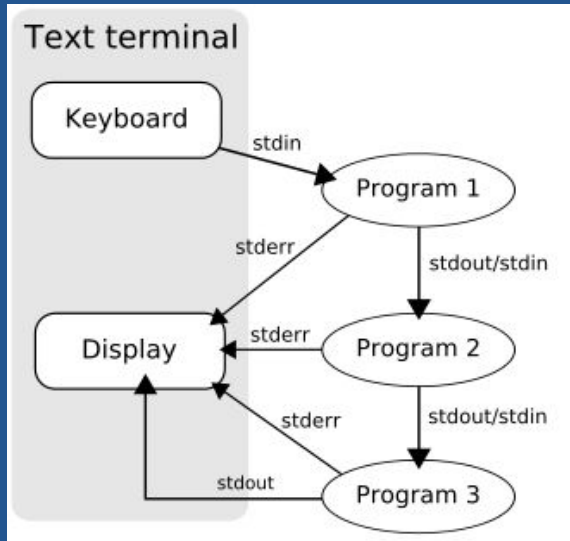 Text terminal
Keyboard
stdin
Program 1
stderr
stdout/stdin
Display
stderr
Program 2
stderr
stdout/stdin
stdout
Program 3